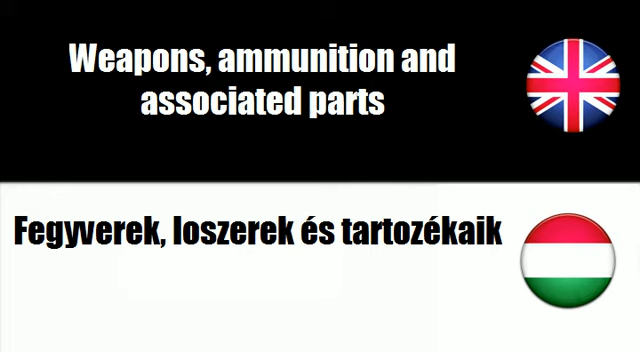 Weapons, ammunition and
associated parts
Fegyverek, loszerek és tartozékaik